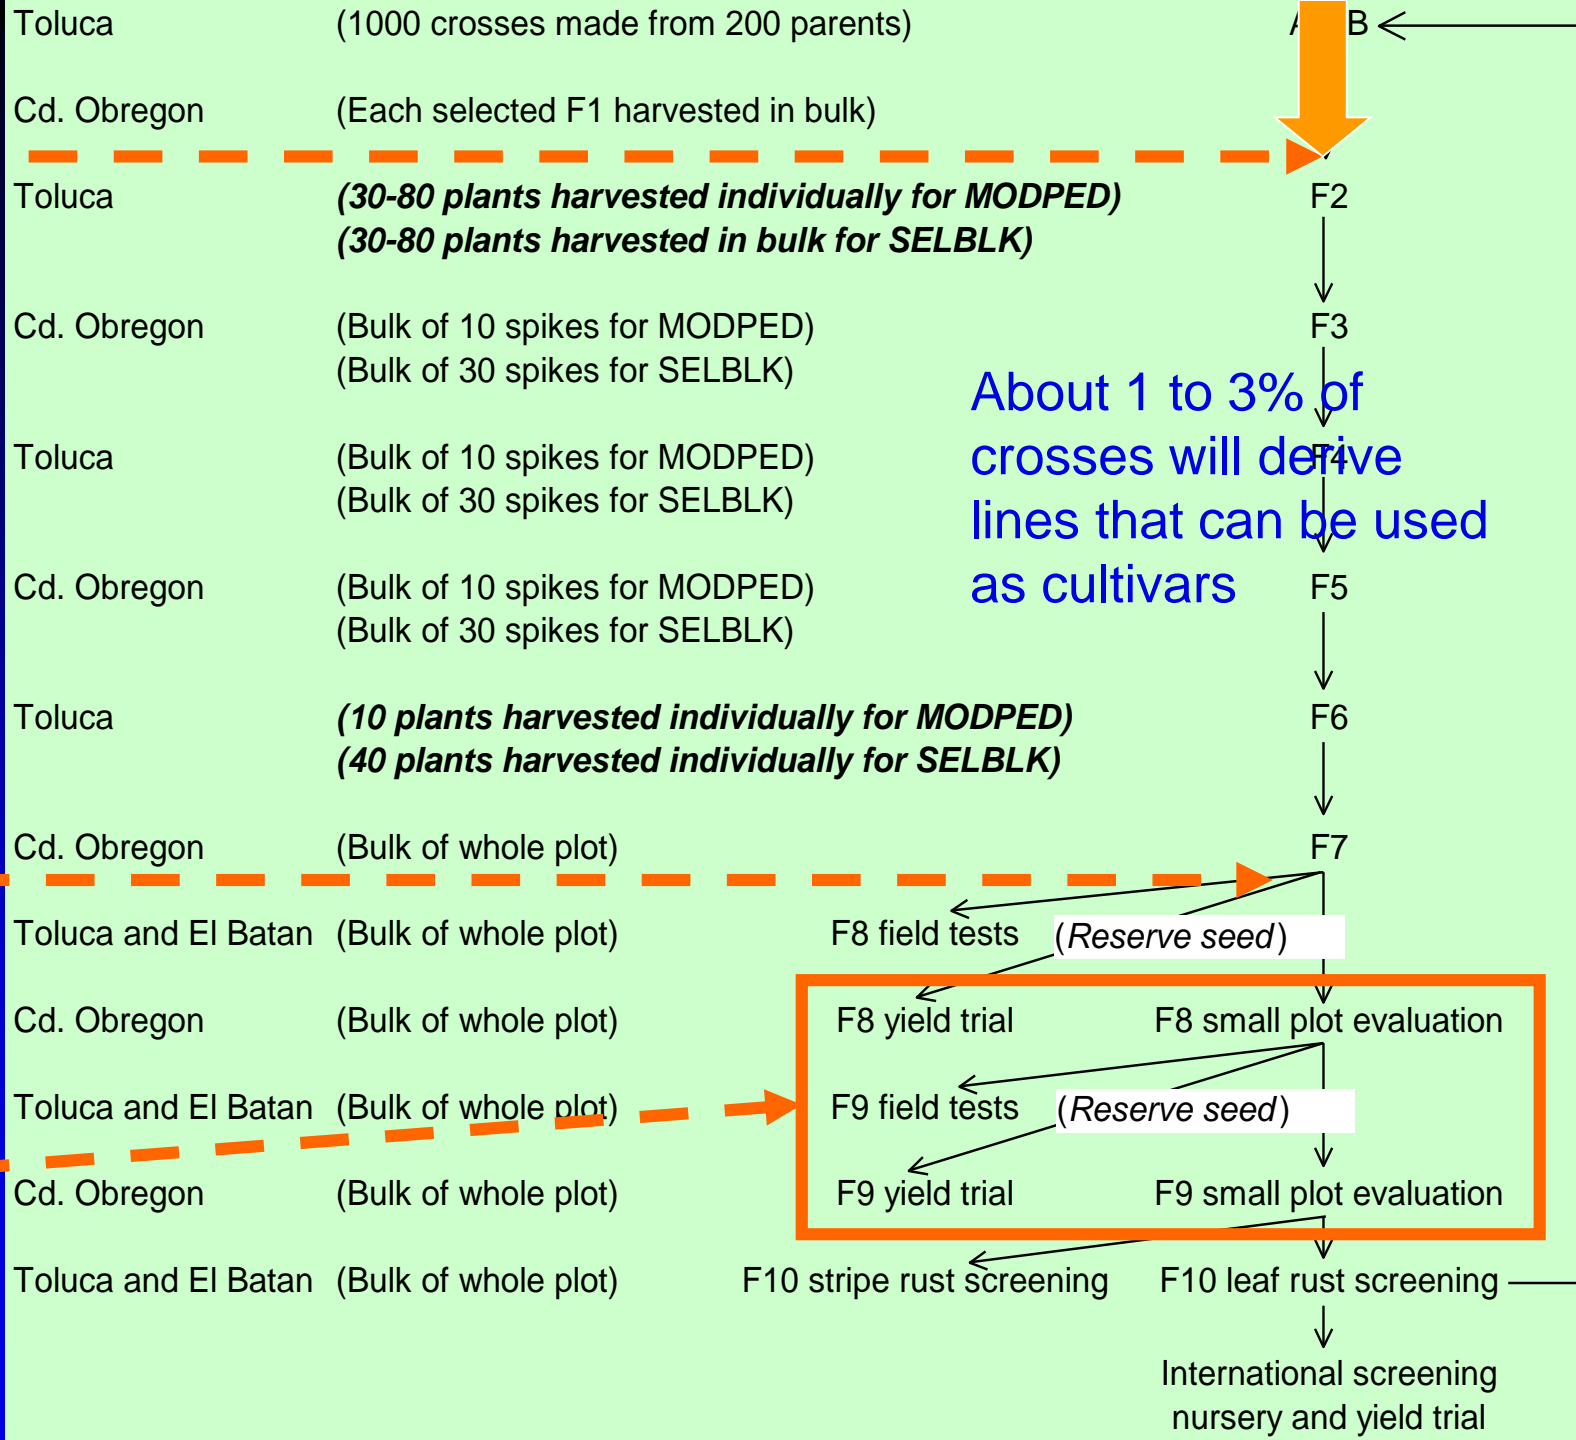 Toluca (1000 crosses made from 200 parents) B
Cd. Obregon (Each selected F1 harvested in bulk)
Toluca (30-80 plants harvested individually for MODPED) F2
(30-80 plants harvested in bulk for SELBLK)
Cd. Obregon (Bulk of 10 spikes for MODPED) F3
(Bulk of 30 spikes for SELBLK)
About 1 to 3% of
crosses will derive
lines that can be used
as cultivars
Toluca (Bulk of 10 spikes for MODPED) F4
(Bulk of 30 spikes for SELBLK)
Cd. Obregon (Bulk of 10 spikes for MODPED) F5
(Bulk of 30 spikes for SELBLK)
Toluca (10 plants harvested individually for MODPED) F6
(40 plants harvested individually for SELBLK)
Cd. Obregon (Bulk of whole plot) F7
Toluca and El Batan (Bulk of whole plot) F8 field tests (Reserve seed)
Cd. Obregon (Bulk of whole plot) F8 yield trial F8 small plot evaluation
Toluca and El Batan (Bulk of whole plot) F9 field tests (Reserve seed)
Cd. Obregon (Bulk of whole plot) F9 yield trial F9 small plot evaluation
Toluca and El Batan (Bulk of whole plot) F10 stripe rust screening F10 leaf rust screening
International screening
nursery and yield trial